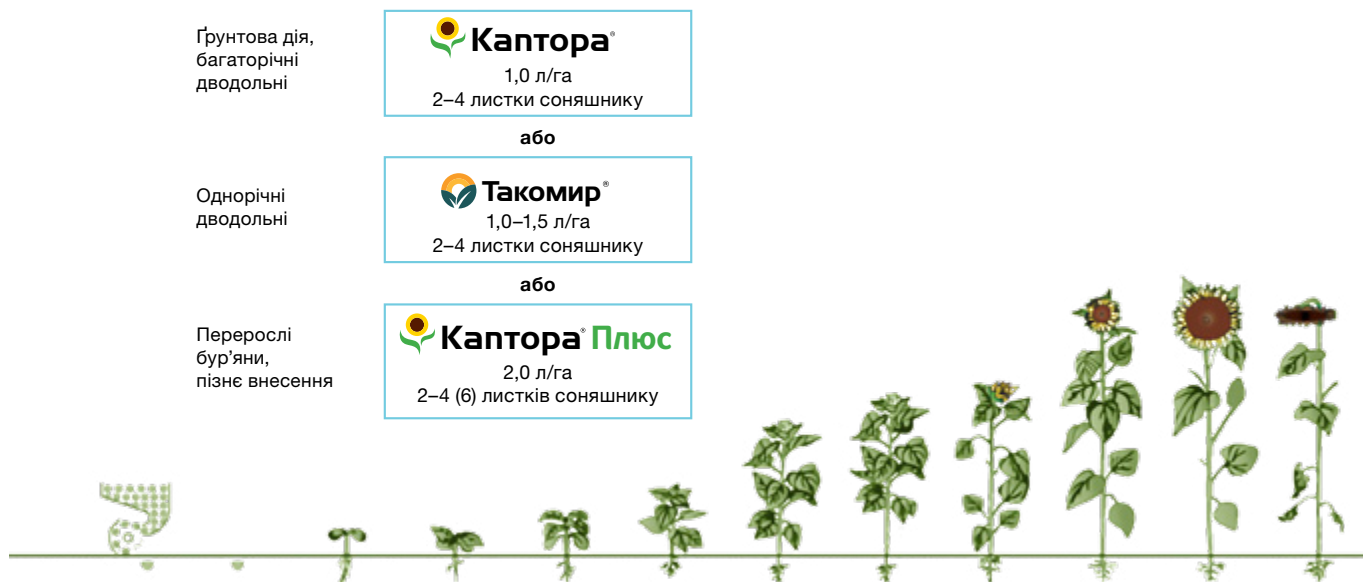 Ґрунтова дія,
багаторічні
дводольні
Каптора®
1,0 л/га
2–4 листки соняшнику
або
Однорічні
дводольні
Такомир®
1,0–1,5 л/га
2–4 листки соняшнику
або
Перерослі
бур’яни,
пізнє внесення
Каптора® Плюс
2,0 л/га
2–4 (6) листків соняшнику